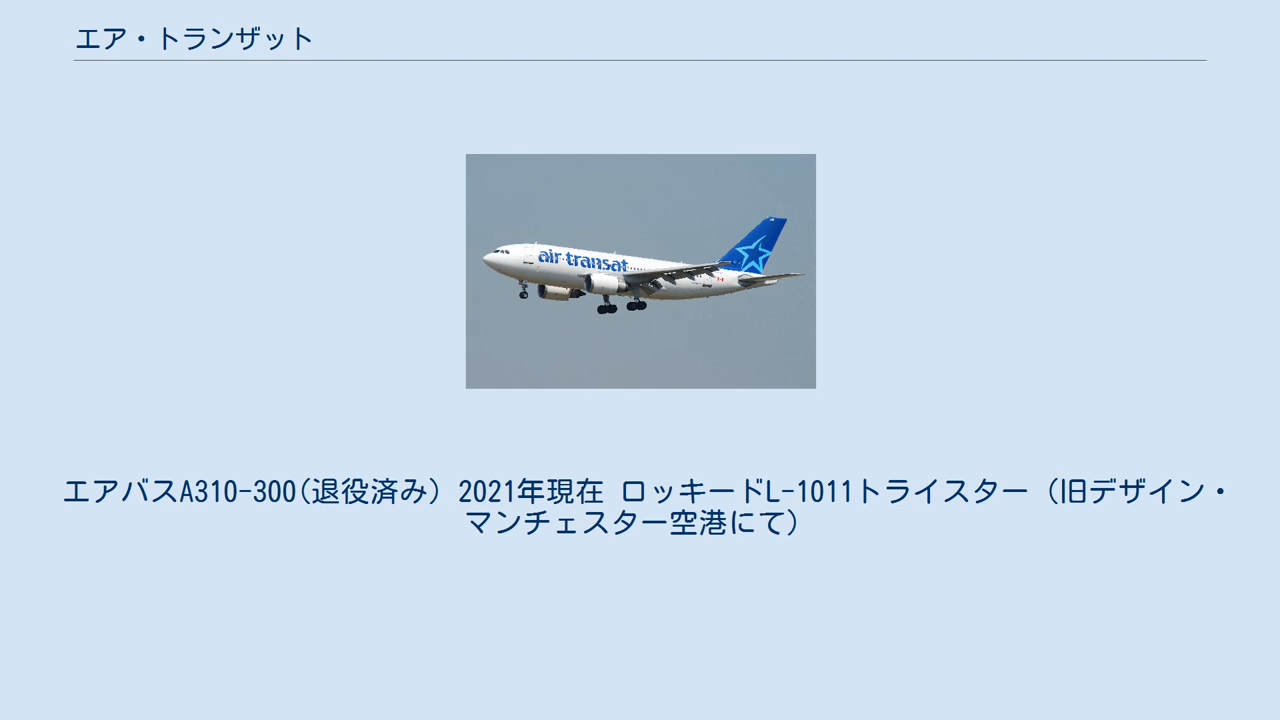 エア・トランザット
air transat
エアバスA310-300(退役済み) 2021年現在 ロッキードL-1011トライスター (旧デザイン・
マンチェスター空港にて)